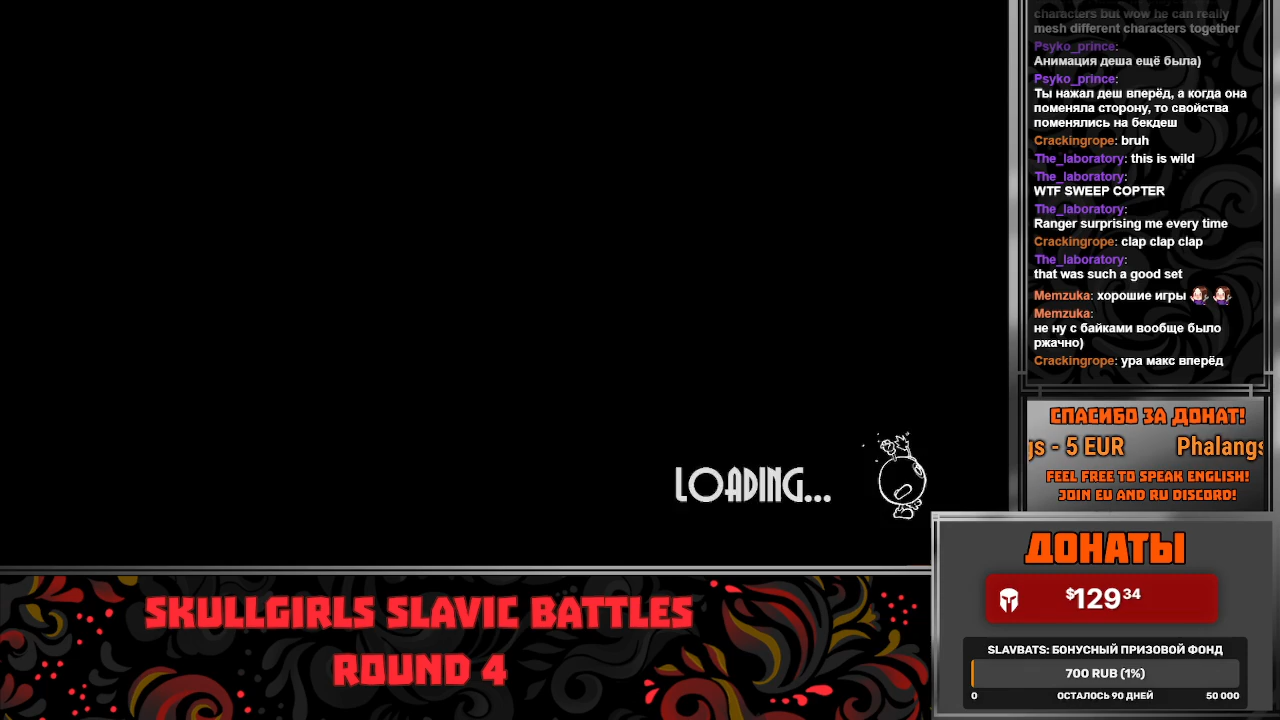 characters but wow he can really
mesh different characters together
Psyko_prince:
Анимация деша ещё была)
Psyko_prince:
Ты нажал деш вперёд, а когда она
поменяла сторону, то свойства
поменялись на бекдеш
Crackingrope: bruh
The_laboratory: this is wild
The_laboratory:
WTF SWEEP COPTER
The_laboratory:
Ranger surprising me every time
Crackingrope: clap clap clap
The_laboratory:
that was such a good set
Memzuka: хорошие игры
Memzuka:
не ну с байками вообще было
ржачно)
Crackingrope: ура макс вперёд
СПАСИБО ЗА ДОНАТ!
gs - 5 EUR Phalangs
FEEL FREE TO SPEAK ENGLISH!
JOIN EU AND RU DISCORD!
LOADING...
ДОНАТЫ
$129 34
SLAVBATS: БОНУСНЫЙ ПРИЗОВОЙ ФОНД
700 RUB (1%)
0 ОСТАЛОСЬ 90 ДНЕЙ 50 000
SKULLGIRLS SLAVIC BATTLES
ROUND 4